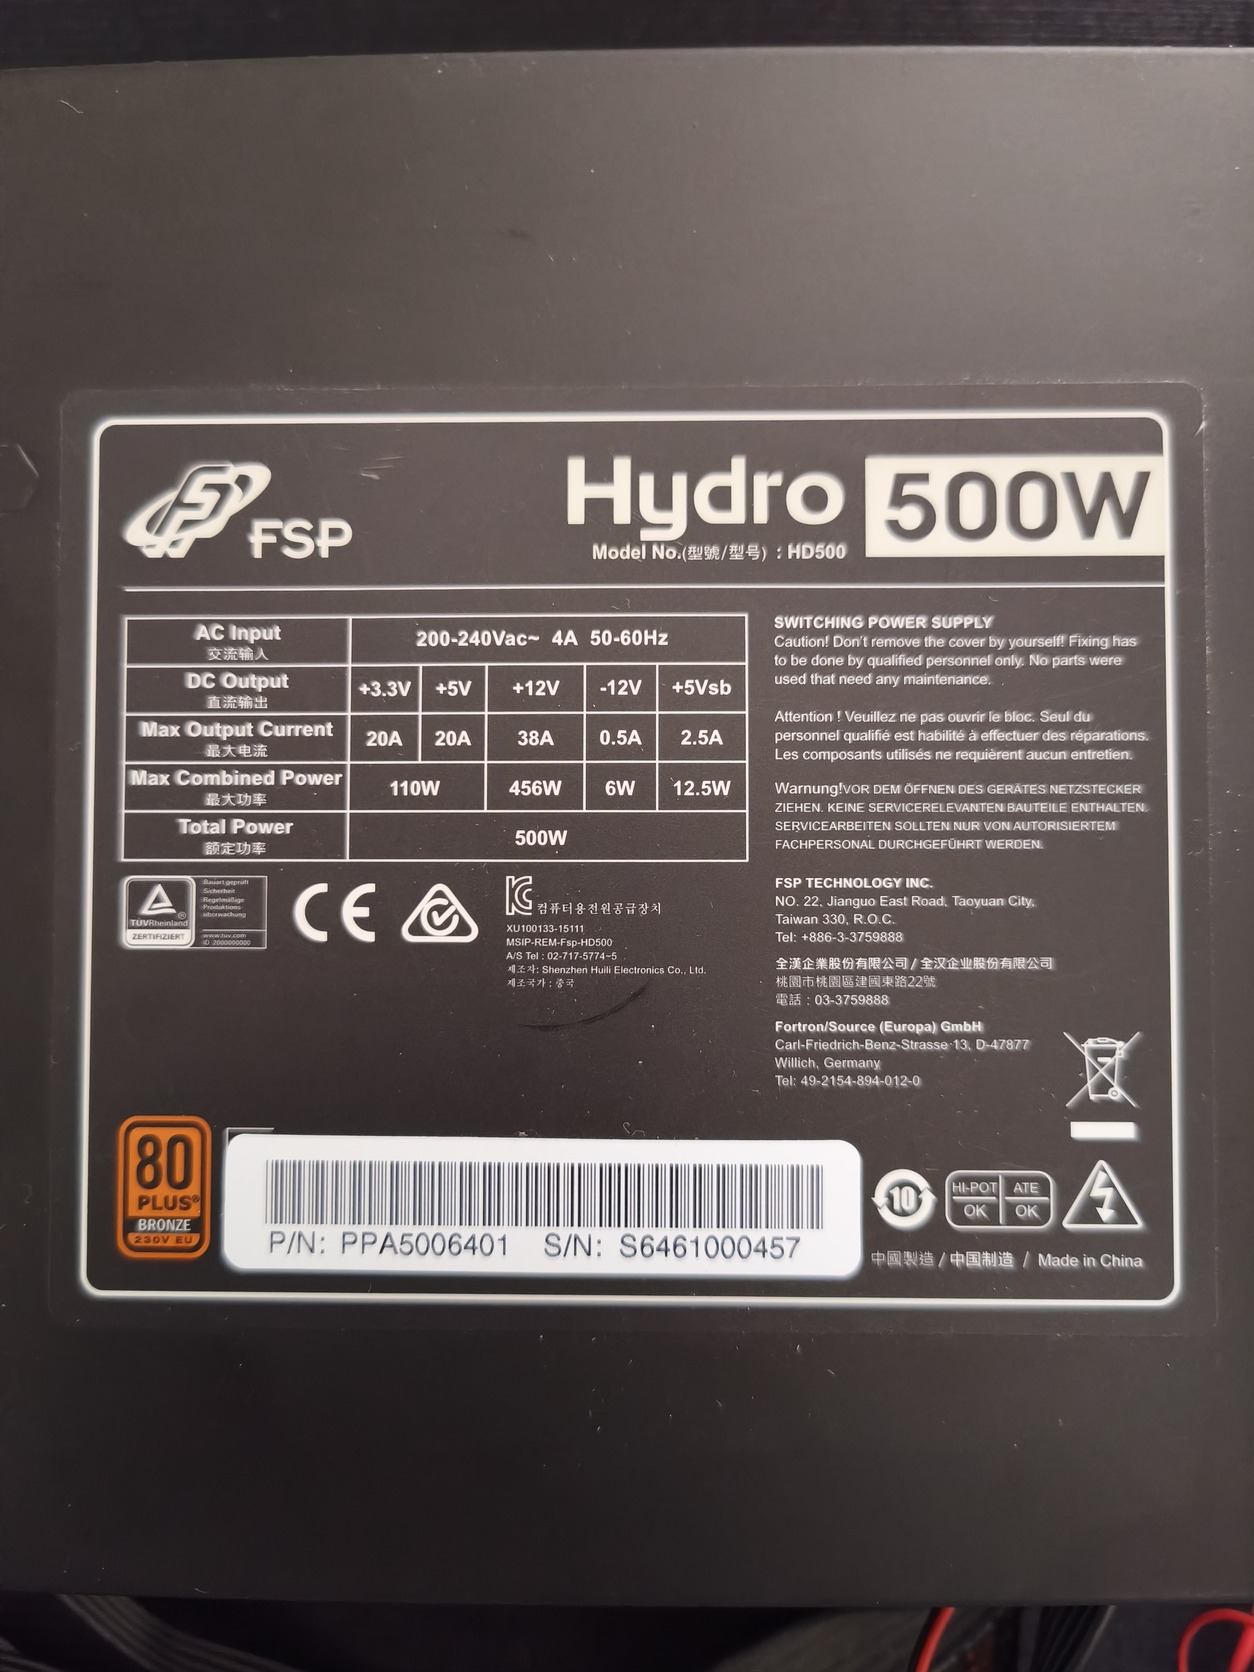 FSP
Hydro 500W
Model No.(型號/型号) : HD500
AC Input 200-240Vac~ 4A 50-60Hz
交流输入
DC Output +3.3V +5V +12V -12V +5Vsb
直流输出
Max Output Current 20A 20A 38A 0.5A 2.5A
最大电流
Max Combined Power 110W 456W 6W 12.5W
最大功率
Total Power 500W
额定功率
SWITCHING POWER SUPPLY
Caution! Don't remove the cover by yourself! Fixing has
to be done by qualified personnel only. No parts were
used that need any maintenance.
Attention ! Veuillez ne pas ouvrir le bloc. Seul du
personnel qualifié est habilité à effectuer des réparations.
Les composants utilisés ne requièrent aucun entretien.
Warnung!VOR DEM ÖFFNEN DES GERÄTES NETZSTECKER
ZIEHEN. KEINE SERVICERELEVANTEN BAUTEILE ENTHALTEN.
SERVICEARBEITEN SOLLTEN NUR VON AUTORISIERTEM
FACHPERSONAL DURCHGEFÜHRT WERDEN.
TÜVRheinland
ZERTIFIZIERT
Bauart geprüft
Sicherheit
Regelmäßige
Produktions-
überwachung
www.tuv.com
ID 2000000000
CE
컴퓨터용전원공급장치
XU100133-15111
MSIP-REM-Fsp-HD500
A/S Tel : 02-717-5774~5
제조자: Shenzhen Huili Electronics Co., Ltd.
제조국가 : 중국
FSP TECHNOLOGY INC.
NO. 22, Jianguo East Road, Taoyuan City,
Taiwan 330, R.O.C.
Tel: +886-3-3759888
全漢企業股份有限公司 / 全汉企业股份有限公司
桃園市桃園區建國東路22號
電話 : 03-3759888
Fortron/Source (Europa) GmbH
Carl-Friedrich-Benz-Strasse 13, D-47877
Willich, Germany
Tel: 49-2154-894-012-0
80
PLUS®
BRONZE
230V EU
P/N: PPA5006401 S/N: S6461000457
10
HI-POT ATE
OK OK
中國製造 / 中国制造 / Made in China